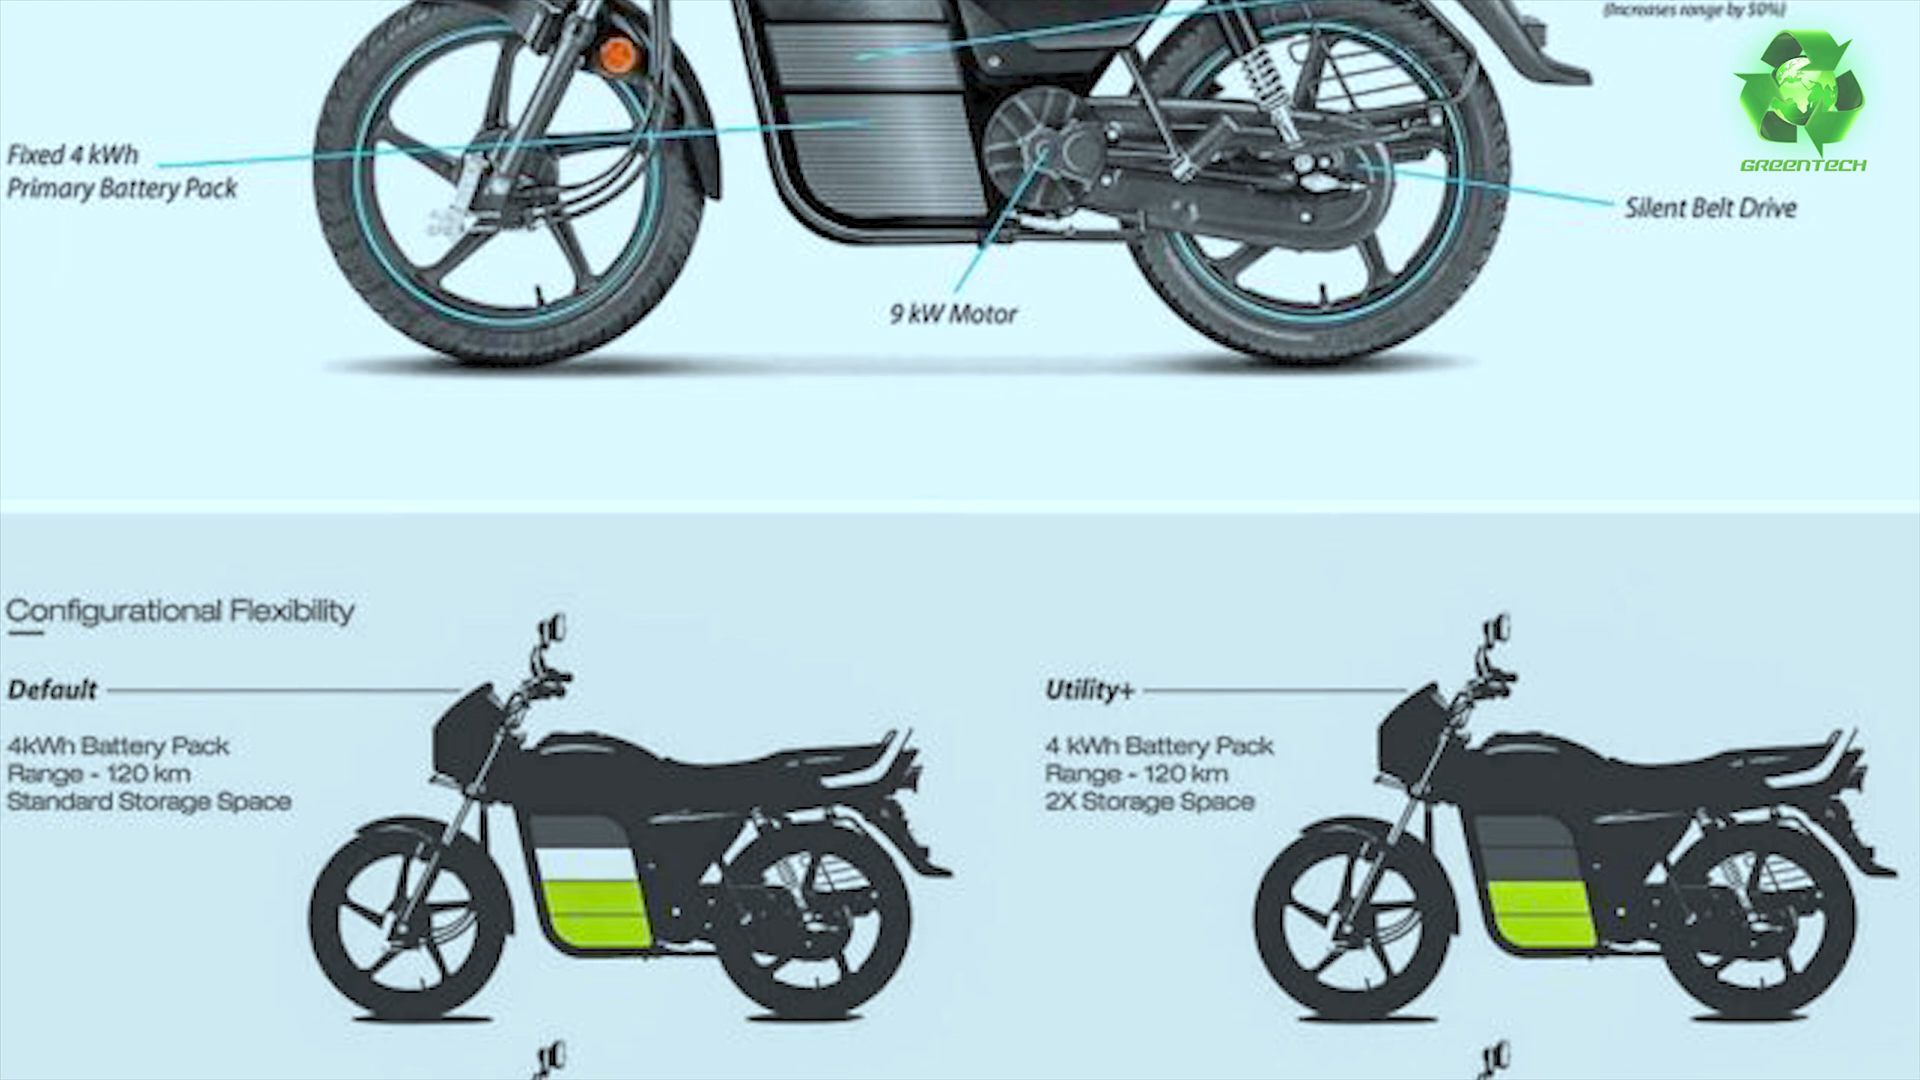 (Increases range by 50%)
GREENTECH
Fixed 4 kWh
Primary Battery Pack
Silent Belt Drive
9 kW Motor
Configurational Flexibility
Default
4kWh Battery Pack
Range - 120 km
Standard Storage Space
Utility+
4 kWh Battery Pack
Range - 120 km
2X Storage Space